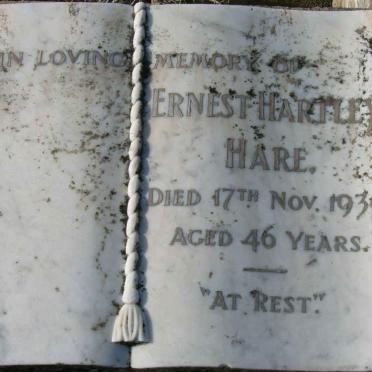 IN LOVING MEMORY OF
ERNEST HARTLEY
HARE.
DIED 17TH NOV. 193
AGED 46 YEARS.
"AT REST."